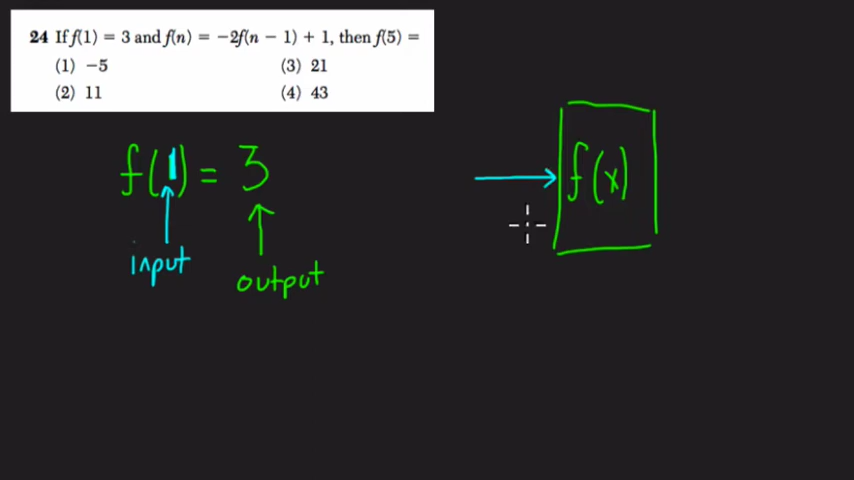 24 If f(1) = 3 and f(n) = −2f(n − 1) + 1, then f(5) =
(1) −5 (3) 21
(2) 11 (4) 43
f(1) = 3
f(x)
input
output